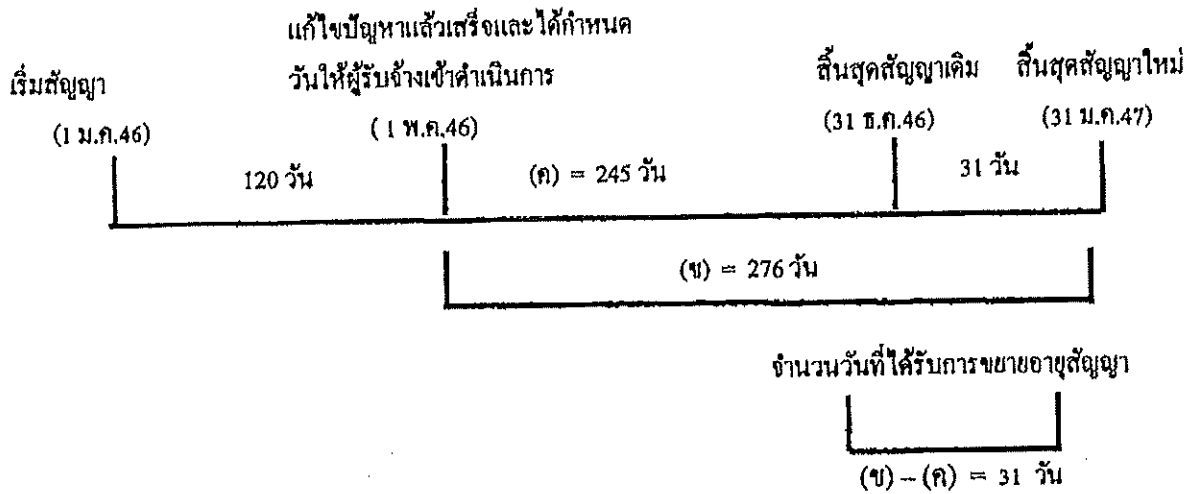 แก้ไขปัญหาแล้วเสร็จและได้กำหนด
วันให้ผู้รับจ้างเข้าดำเนินการ
เริ่มสัญญา
สิ้นสุดสัญญาเดิม
สิ้นสุดสัญญาใหม่
(1 ม.ค.46)
( 1 พ.ค.46)
(31 ธ.ค.46)
(31 ม.ค.47)
120 วัน
(ค) = 245 วัน
31 วัน
(ข) = 276 วัน
จำนวนวันที่ได้รับการขยายอายุสัญญา
(ข) – (ค) = 31 วัน